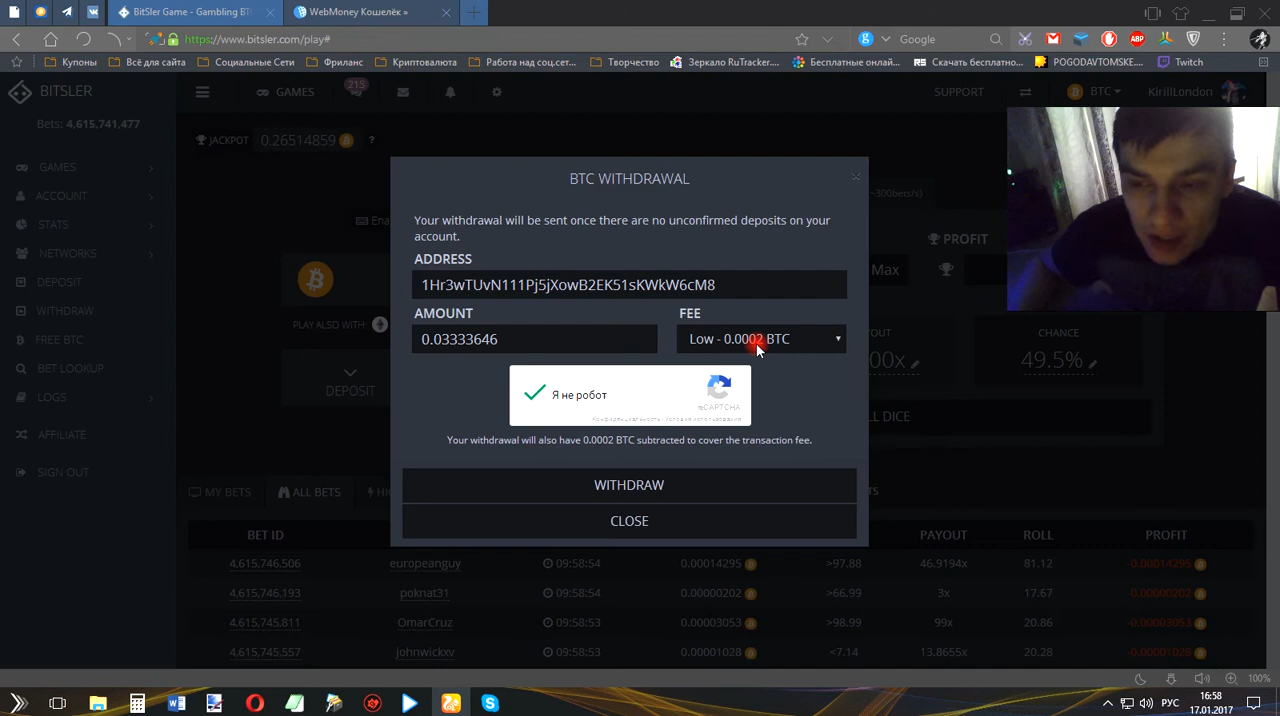 BitSler Game - Gambling BT
WebMoney Кошелёк »
https://www.bitsler.com/play#
Google
Купоны
Всё для сайта
Социальные Сети
Фриланс
Криптовалюта
Работа над соц.сет...
Творчество
Зеркало RuTracker....
Бесплатные онлай...
Скачать бесплатно...
POGODAVTOMSKE....
Twitch
BITSLER
GAMES
215
SUPPORT
BTC
KirillLondon
Bets: 4,615,741,477
JACKPOT 0.26514859 ?
GAMES
ACCOUNT
STATS
NETWORKS
DEPOSIT
WITHDRAW
FREE BTC
BET LOOKUP
LOGS
AFFILIATE
SIGN OUT
Ena
~300bets/s)
PROFIT
Max
PLAY ALSO WITH:
DEPOSIT
CHANCE
00x
49.5%
L DICE
BTC WITHDRAWAL
Your withdrawal will be sent once there are no unconfirmed deposits on your
account.
ADDRESS
1Hr3wTUvN111Pj5jXowB2EK51sKWkW6cM8
AMOUNT
FEE
0.03333646
Low - 0.0002 BTC
Я не робот
reCAPTCHA
Конфиденциальность - Условия использования
Your withdrawal will also have 0.0002 BTC subtracted to cover the transaction fee.
WITHDRAW
CLOSE
MY BETS
ALL BETS
BET ID
PAYOUT
ROLL
PROFIT
4,615,746,506 europeanguy 09:58:54 0.00014295 >97.88 46.9194x 81.12 -0.00014295
4,615,746,193 poknat31 09:58:54 0.00000202 >66.99 3x 17.67 -0.00000202
4,615,745,811 OmarCruz 09:58:53 0.00003053 >98.99 99x 20.86 -0.00003053
4,615,745,557 johnwickxv 09:58:53 0.00001028 <7.14 13.8655x 20.28 -0.00001028
100%
РУС
16:58
17.01.2017